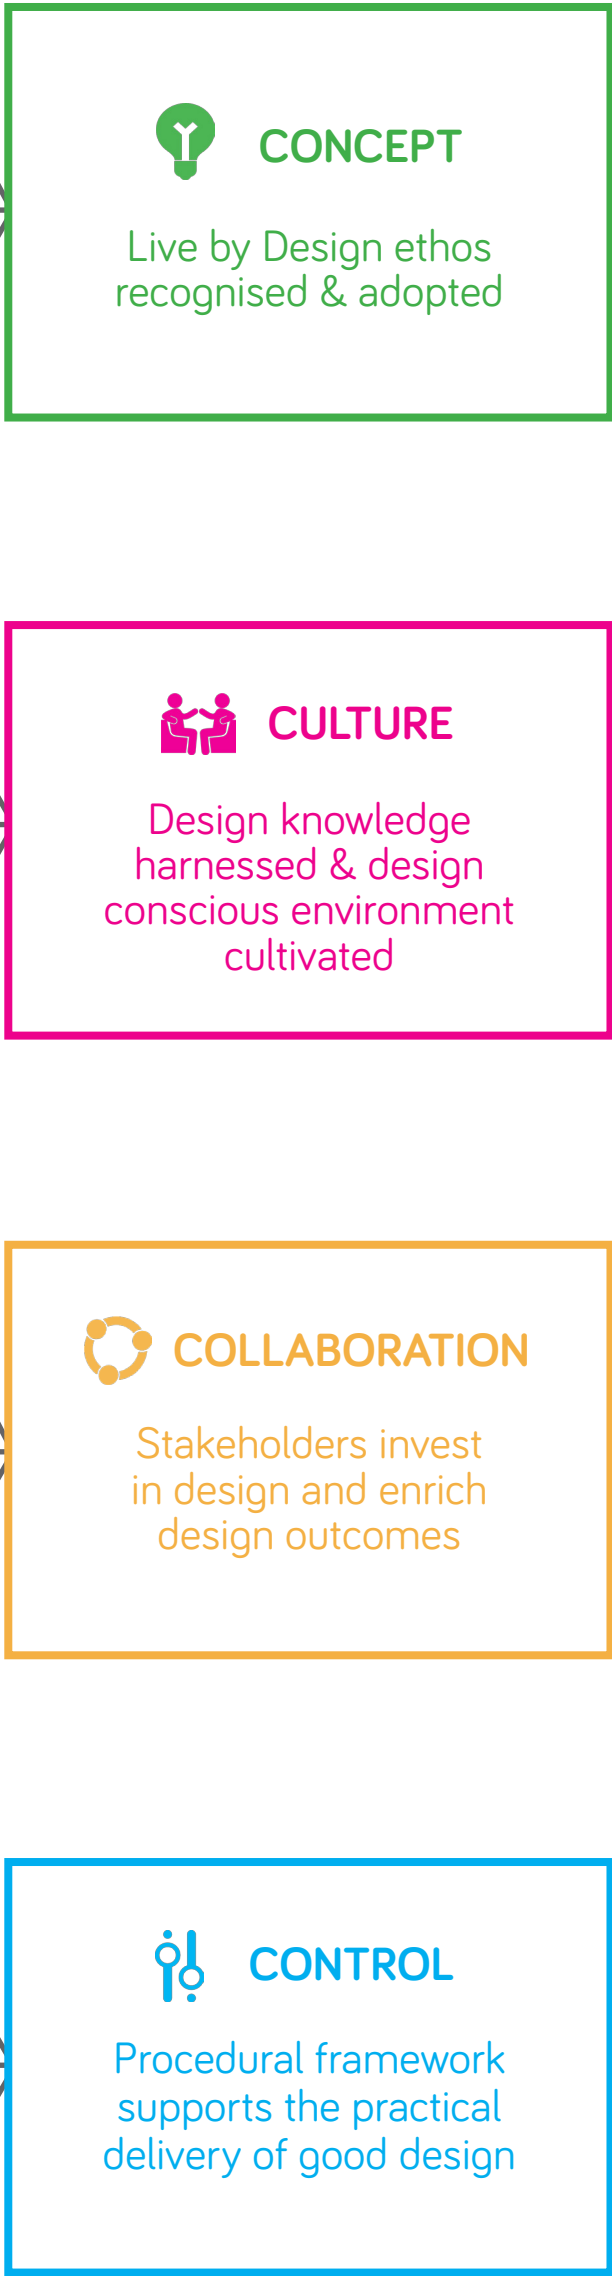 CONCEPT
Live by Design ethos
recognised & adopted
CULTURE
Design knowledge
harnessed & design
conscious environment
cultivated
COLLABORATION
Stakeholders invest
in design and enrich
design outcomes
CONTROL
Procedural framework
supports the practical
delivery of good design